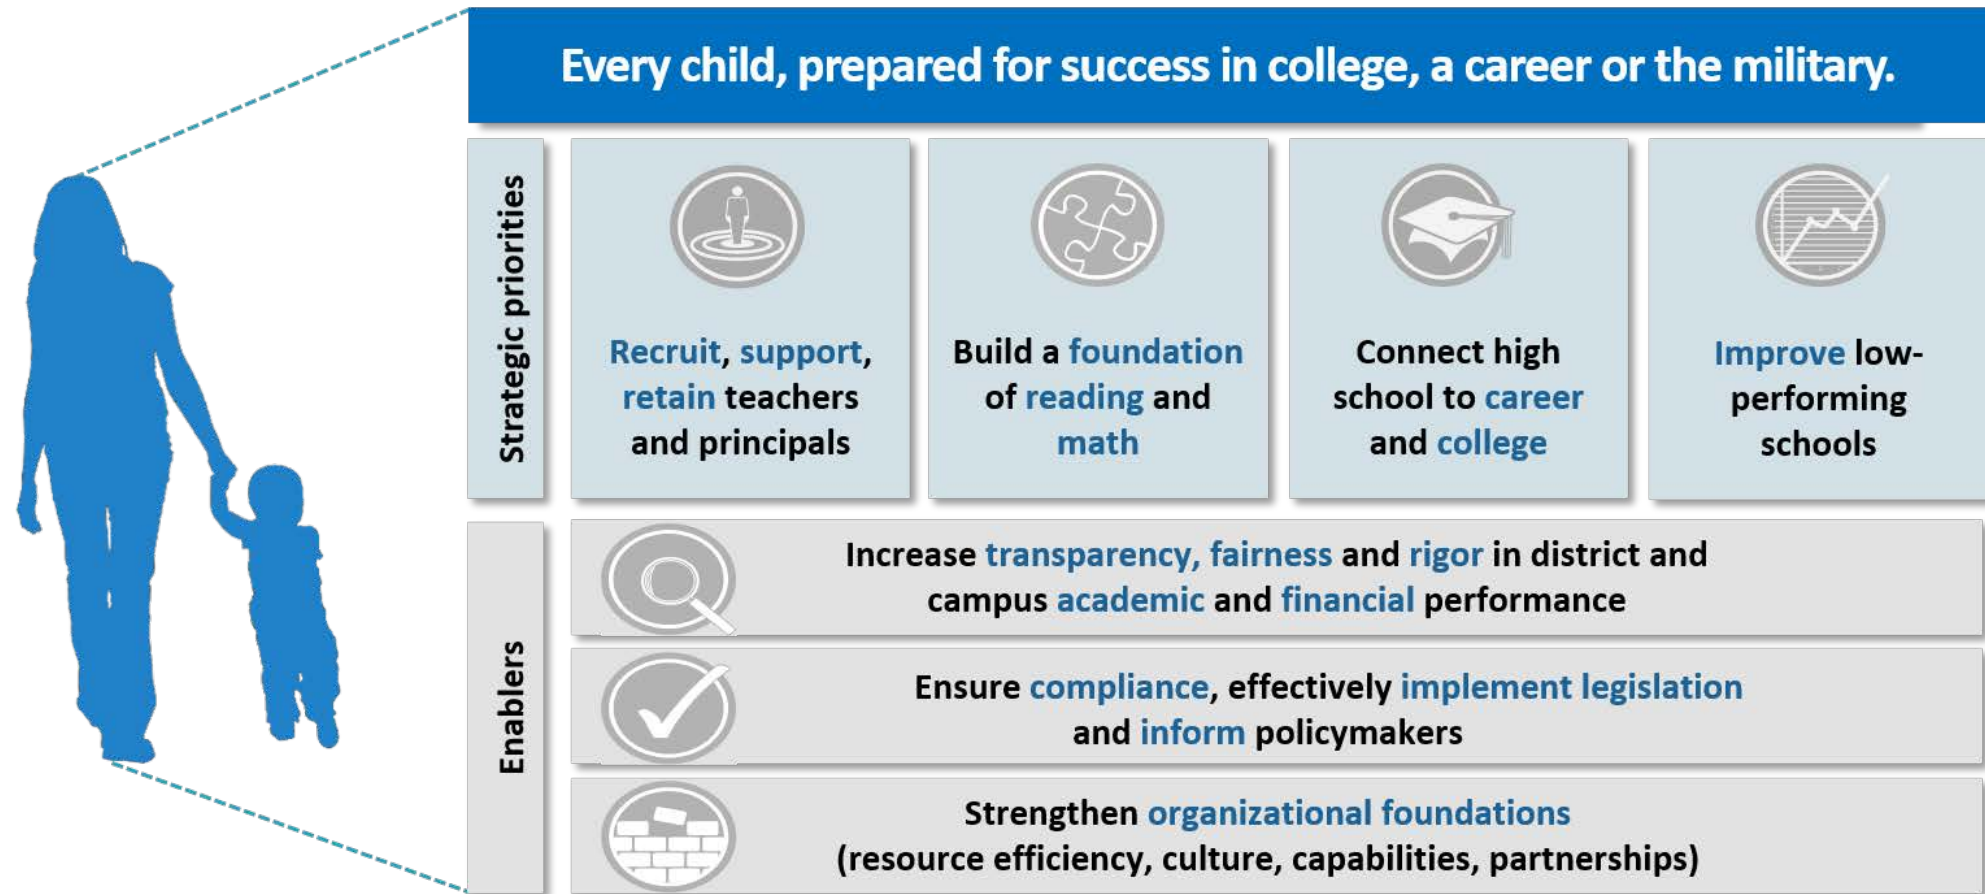 Every child, prepared for success in college, a career or the military.
Strategic priorities
Recruit, support,
retain teachers
and principals
Build a foundation
of reading and
math
Connect high
school to career
and college
Improve low-
performing
schools
Enablers
Increase transparency, fairness and rigor in district and
campus academic and financial performance
Ensure compliance, effectively implement legislation
and inform policymakers
Strengthen organizational foundations
(resource efficiency, culture, capabilities, partnerships)